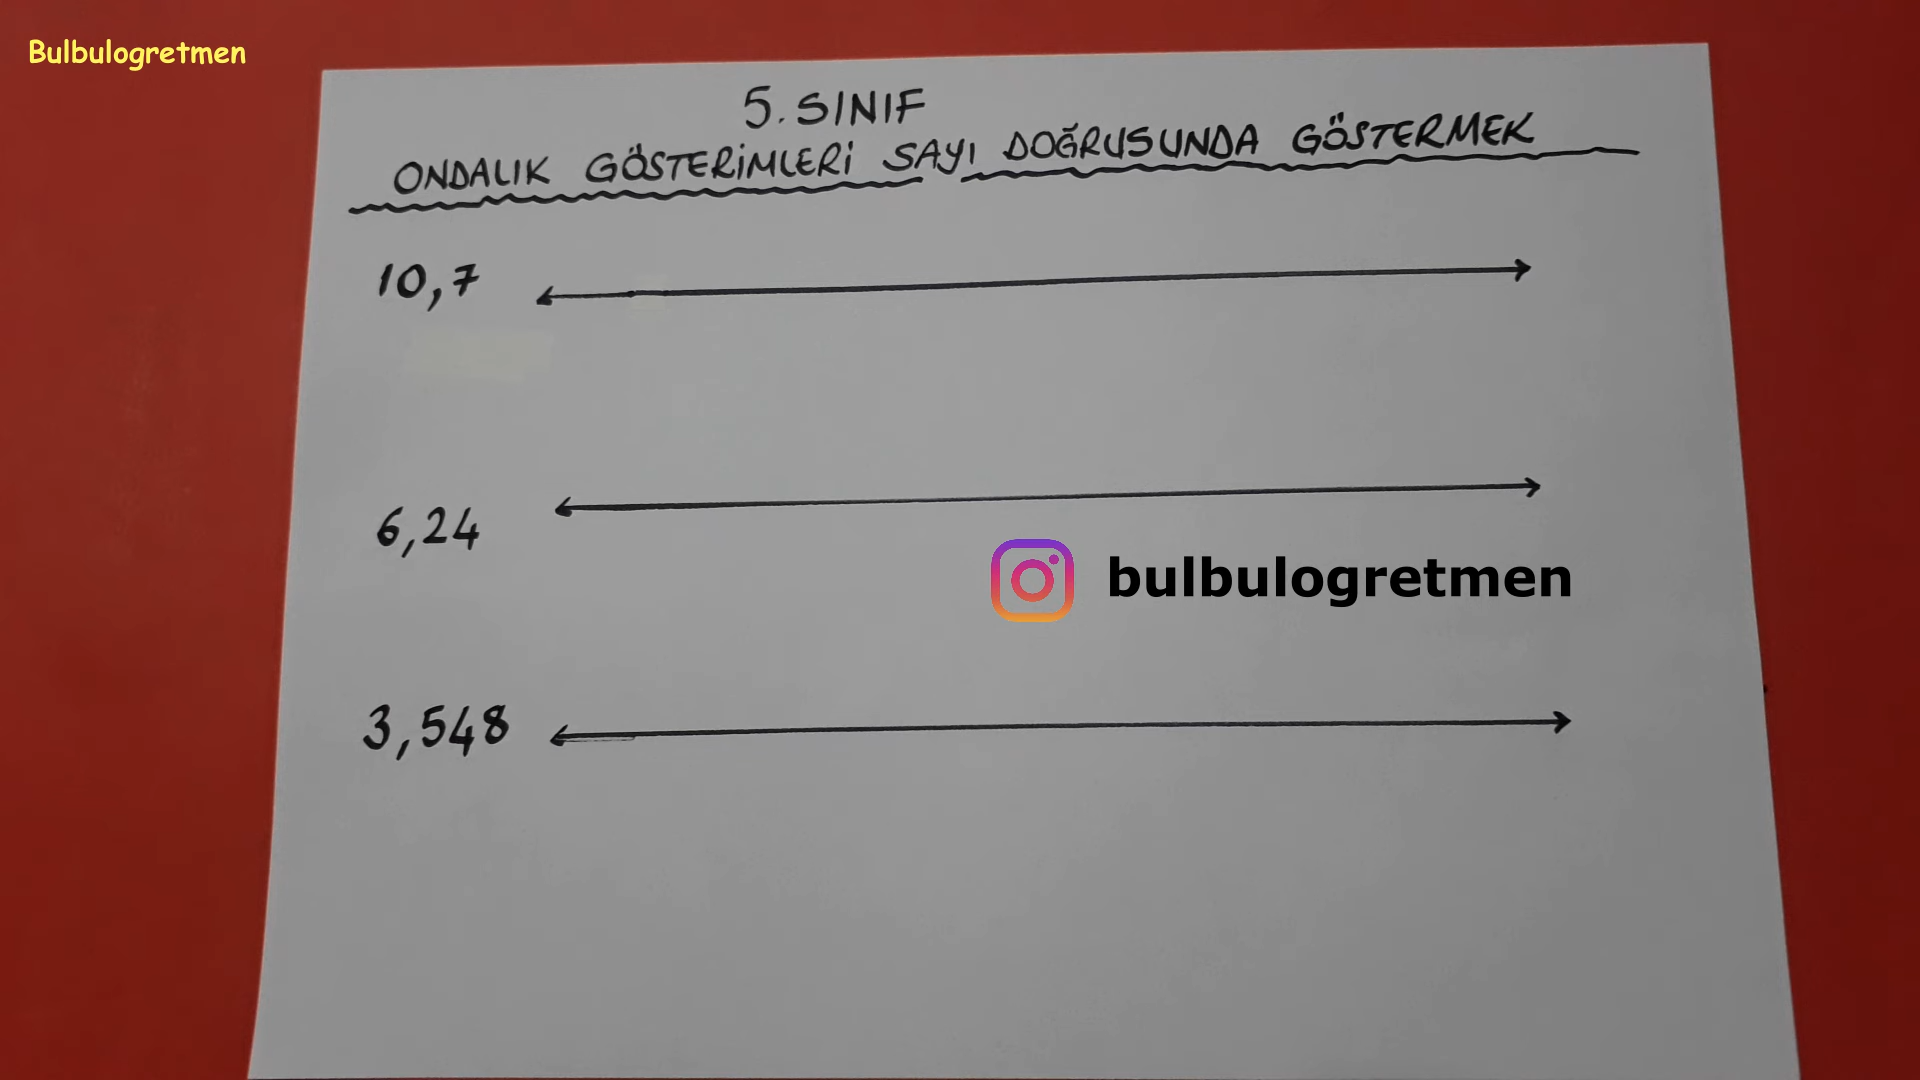 Bulbulogretmen
5. SINIF
ONDALIK GÖSTERİMLERİ SAYI DOĞRUSUNDA GÖSTERMEK
10,7
6,24
bulbulogretmen
3,548